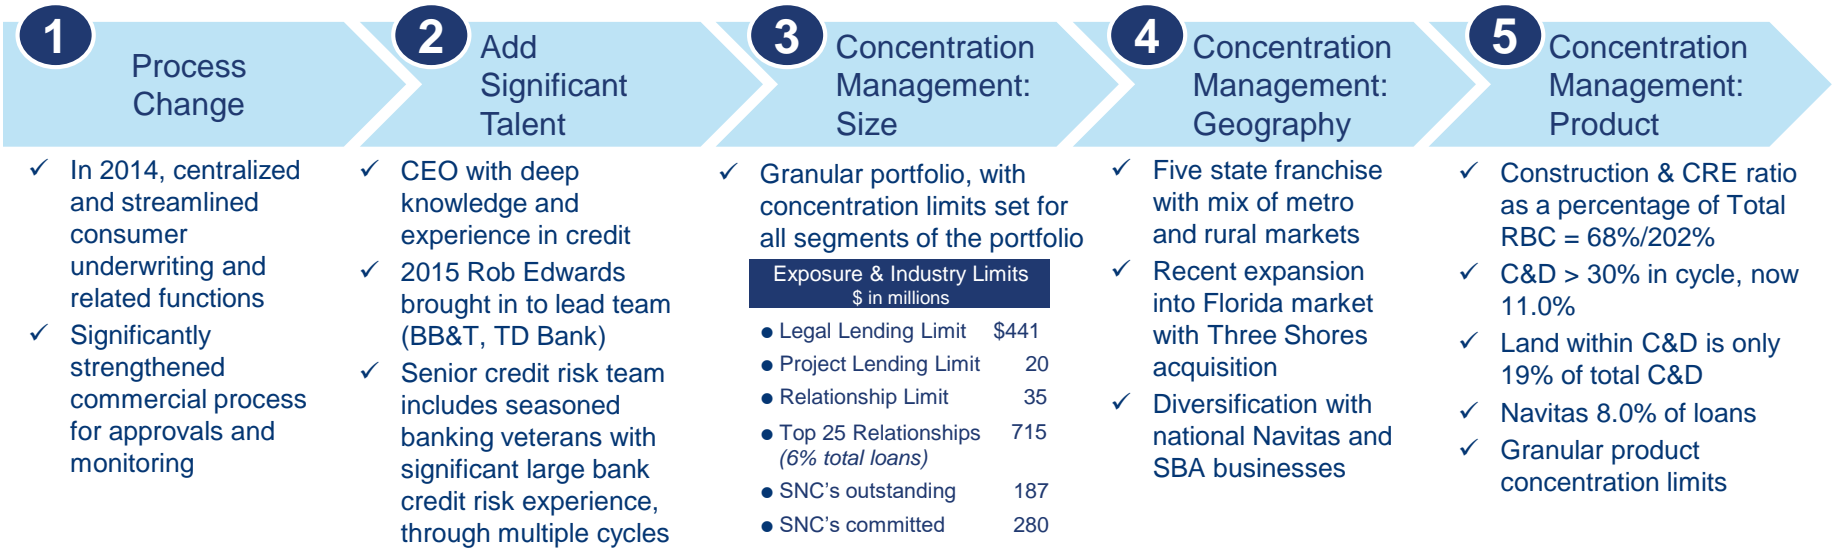 1
Process
Change
✓ In 2014, centralized
and streamlined
consumer
underwriting and
related functions
✓ Significantly
strengthened
commercial process
for approvals and
monitoring
2
Add
Significant
Talent
✓ CEO with deep
knowledge and
experience in credit
✓ 2015 Rob Edwards
brought in to lead team
(BB&T, TD Bank)
✓ Senior credit risk team
includes seasoned
banking veterans with
significant large bank
credit risk experience,
through multiple cycles
3
Concentration
Management:
Size
✓ Granular portfolio, with
concentration limits set for
all segments of the portfolio
Exposure & Industry Limits
$ in millions
● Legal Lending Limit $441
● Project Lending Limit 20
● Relationship Limit 35
● Top 25 Relationships 715
(6% total loans)
● SNC's outstanding 187
● SNC's committed 280
4
Concentration
Management:
Geography
✓ Five state franchise
with mix of metro
and rural markets
✓ Recent expansion
into Florida market
with Three Shores
acquisition
✓ Diversification with
national Navitas and
SBA businesses
5
Concentration
Management:
Product
✓ Construction & CRE ratio
as a percentage of Total
RBC = 68%/202%
✓ C&D > 30% in cycle, now
11.0%
✓ Land within C&D is only
19% of total C&D
✓ Navitas 8.0% of loans
✓ Granular product
concentration limits